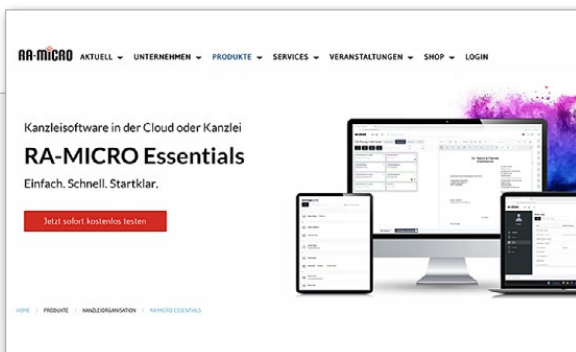 RA-MICRO AKTUELL UNTERNEHMEN PRODUKTE SERVICES VERANSTALTUNGEN SHOP LOGIN
Kanzleisoftware in der Cloud oder Kanzlei
RA-MICRO Essentials
Einfach. Schnell. Startklar.
Jetzt sofort kostenlos testen
HOME / PRODUKTE / KANZLEIORGANISATION / RA-MICRO ESSENTIALS